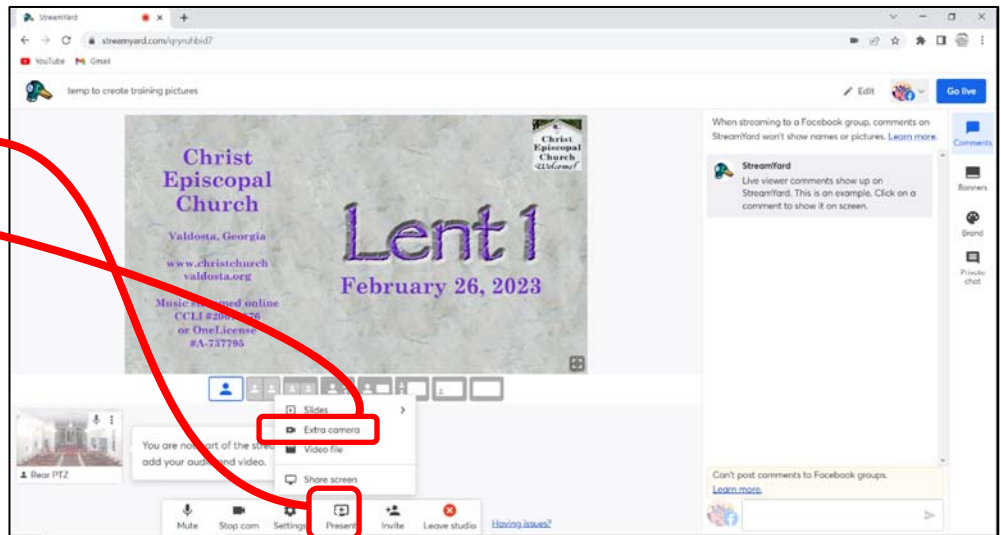 StreamYard
streamyard.com/qryruhbid7
YouTube
Gmail
temp to create training pictures
Edit
Go live
Christ
Episcopal
Church
Valdosta, Georgia
www.christchurch
valdosta.org
Music streamed online
or OneLicense
#A-737795
Christ
Episcopal
Church
Welcome!
Lent 1
February 26, 2023
When streaming to a Facebook group, comments on
StreamYard won't show names or pictures. Learn more.
StreamYard
Live viewer comments show up on
StreamYard. This is an example. Click on a
comment to show it on screen.
Comments
Banners
Brand
Private
chat
Slides
Extra camera
Video file
Share screen
You are not part of the
add your audio and video.
Rear PTZ
Mute
Stop cam
Settings
Present
Invite
Leave studio
Having issues?
Can't post comments to Facebook groups.
Learn more.